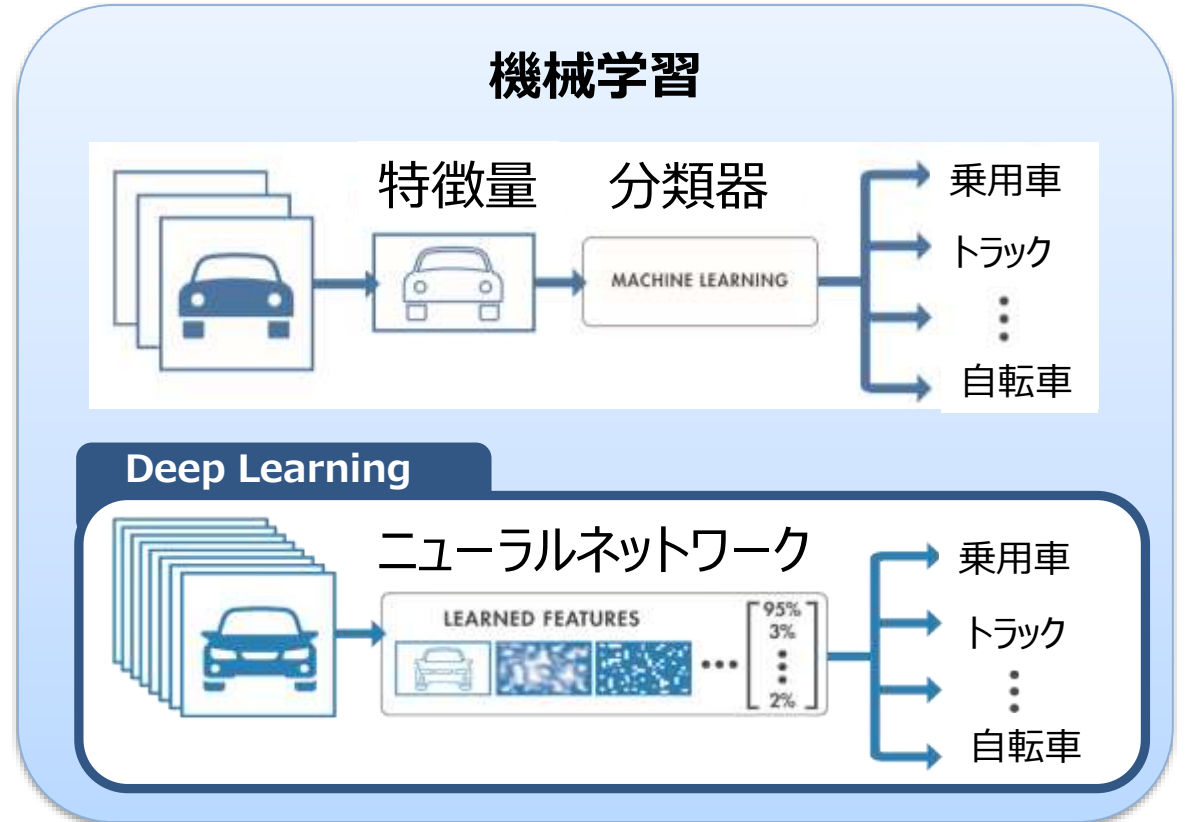 機械学習
特徴量
分類器
MACHINE LEARNING
乗用車
トラック
自転車
Deep Learning
ニューラルネットワーク
LEARNED FEATURES
95%
3%
2%
乗用車
トラック
自転車